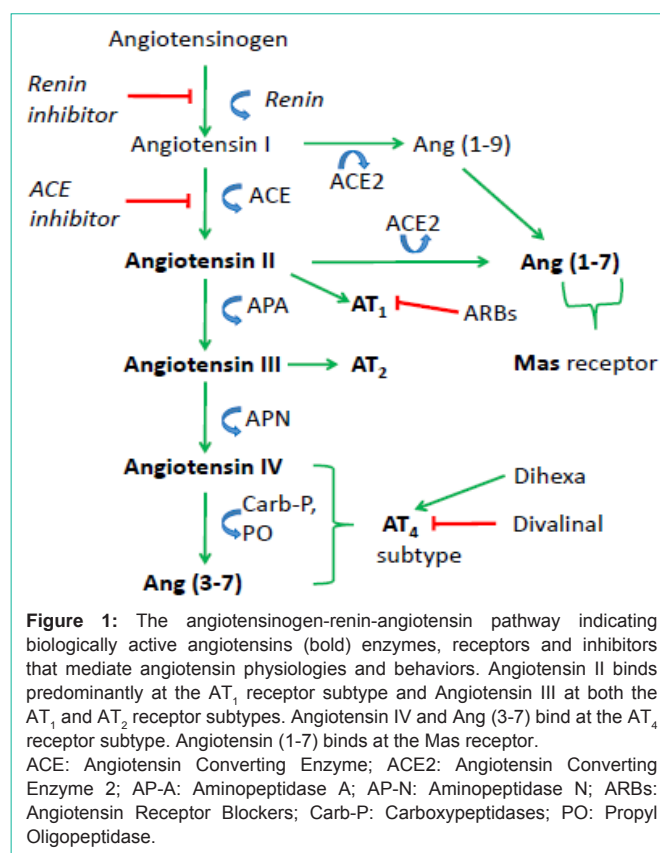 Angiotensinogen
Renin
inhibitor
Renin
Angiotensin I
Ang (1-9)
ACE2
ACE
inhibitor
ACE
ACE2
Angiotensin II
Ang (1-7)
APA
AT₁
ARBs
Angiotensin III
AT₂
Mas receptor
APN
Angiotensin IV
Dihexa
Carb-P,
PO
AT₄
subtype
Divalinal
Ang (3-7)
Figure 1: The angiotensinogen-renin-angiotensin pathway indicating
biologically active angiotensins (bold) enzymes, receptors and inhibitors
that mediate angiotensin physiologies and behaviors. Angiotensin II binds
predominantly at the AT₁ receptor subtype and Angiotensin III at both the
AT₁ and AT₂ receptor subtypes. Angiotensin IV and Ang (3-7) bind at the AT₄
receptor subtype. Angiotensin (1-7) binds at the Mas receptor.
ACE: Angiotensin Converting Enzyme; ACE2: Angiotensin Converting
Enzyme 2; AP-A: Aminopeptidase A; AP-N: Aminopeptidase N; ARBs:
Angiotensin Receptor Blockers; Carb-P: Carboxypeptidases; PO: Propyl
Oligopeptidase.